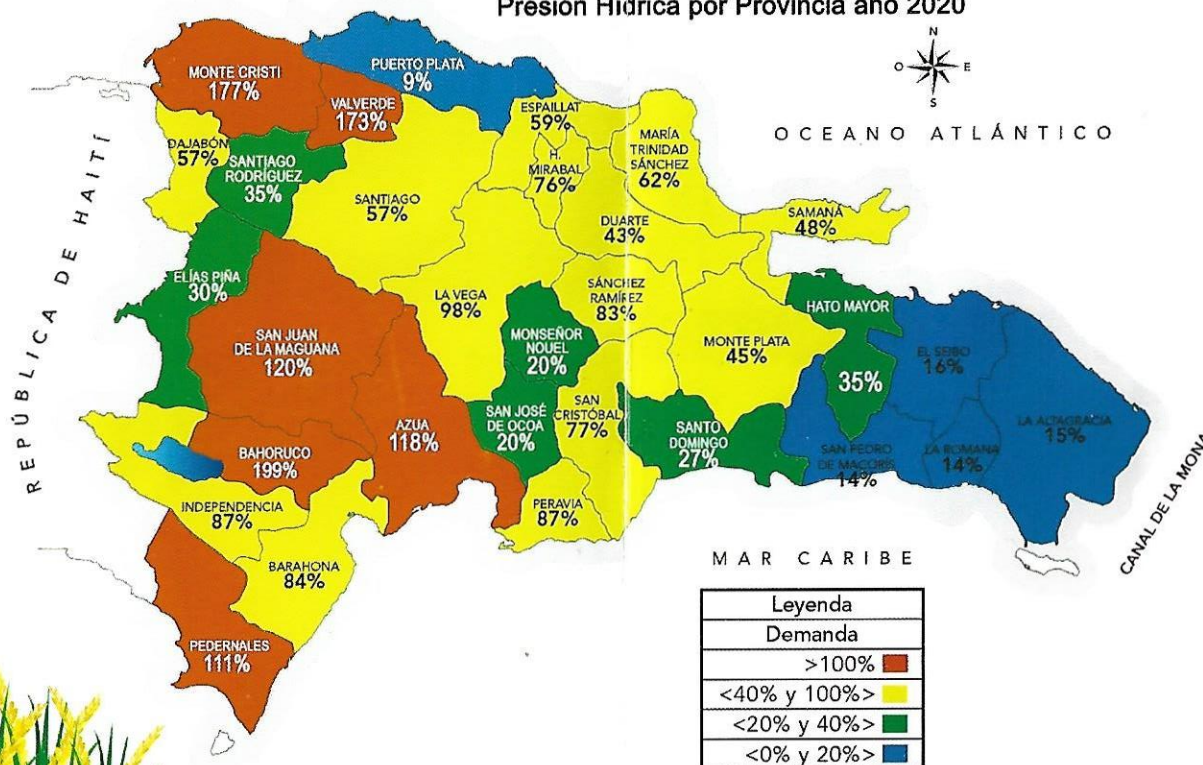 Presión Hídrica por Provincia año 2020
N
O
E
S
OCEANO ATLÁNTICO
REPÚBLICA DE HAITÍ
MONTE CRISTI
177%
VALVERDE
173%
PUERTO PLATA
9%
ESPAILLAT
59%
MARÍA
TRINIDAD
SÁNCHEZ
62%
DAJABÓN
57%
SANTIAGO
RODRÍGUEZ
35%
H.
MIRABAL
76%
SANTIAGO
57%
DUARTE
43%
SAMANÁ
48%
ELÍAS PIÑA
30%
LA VEGA
98%
SÁNCHEZ
RAMÍREZ
83%
HATO MAYOR
35%
SAN JUAN
DE LA MAGUANA
120%
MONSEÑOR
NOUEL
20%
MONTE PLATA
45%
EL SEIBO
16%
AZUA
118%
SAN JOSÉ
DE OCOA
20%
SAN
CRISTÓBAL
77%
SANTO
DOMINGO
27%
SAN PEDRO
DE MACORÍS
14%
LA ROMANA
14%
LA ALTAGRACIA
15%
BAHORUCO
199%
INDEPENDENCIA
87%
PERAVIA
87%
BARAHONA
84%
PEDERNALES
111%
CANAL DE LA MONA
MAR CARIBE
Leyenda
Demanda
>100%
<40% y 100%>
<20% y 40%>
<0% y 20%>